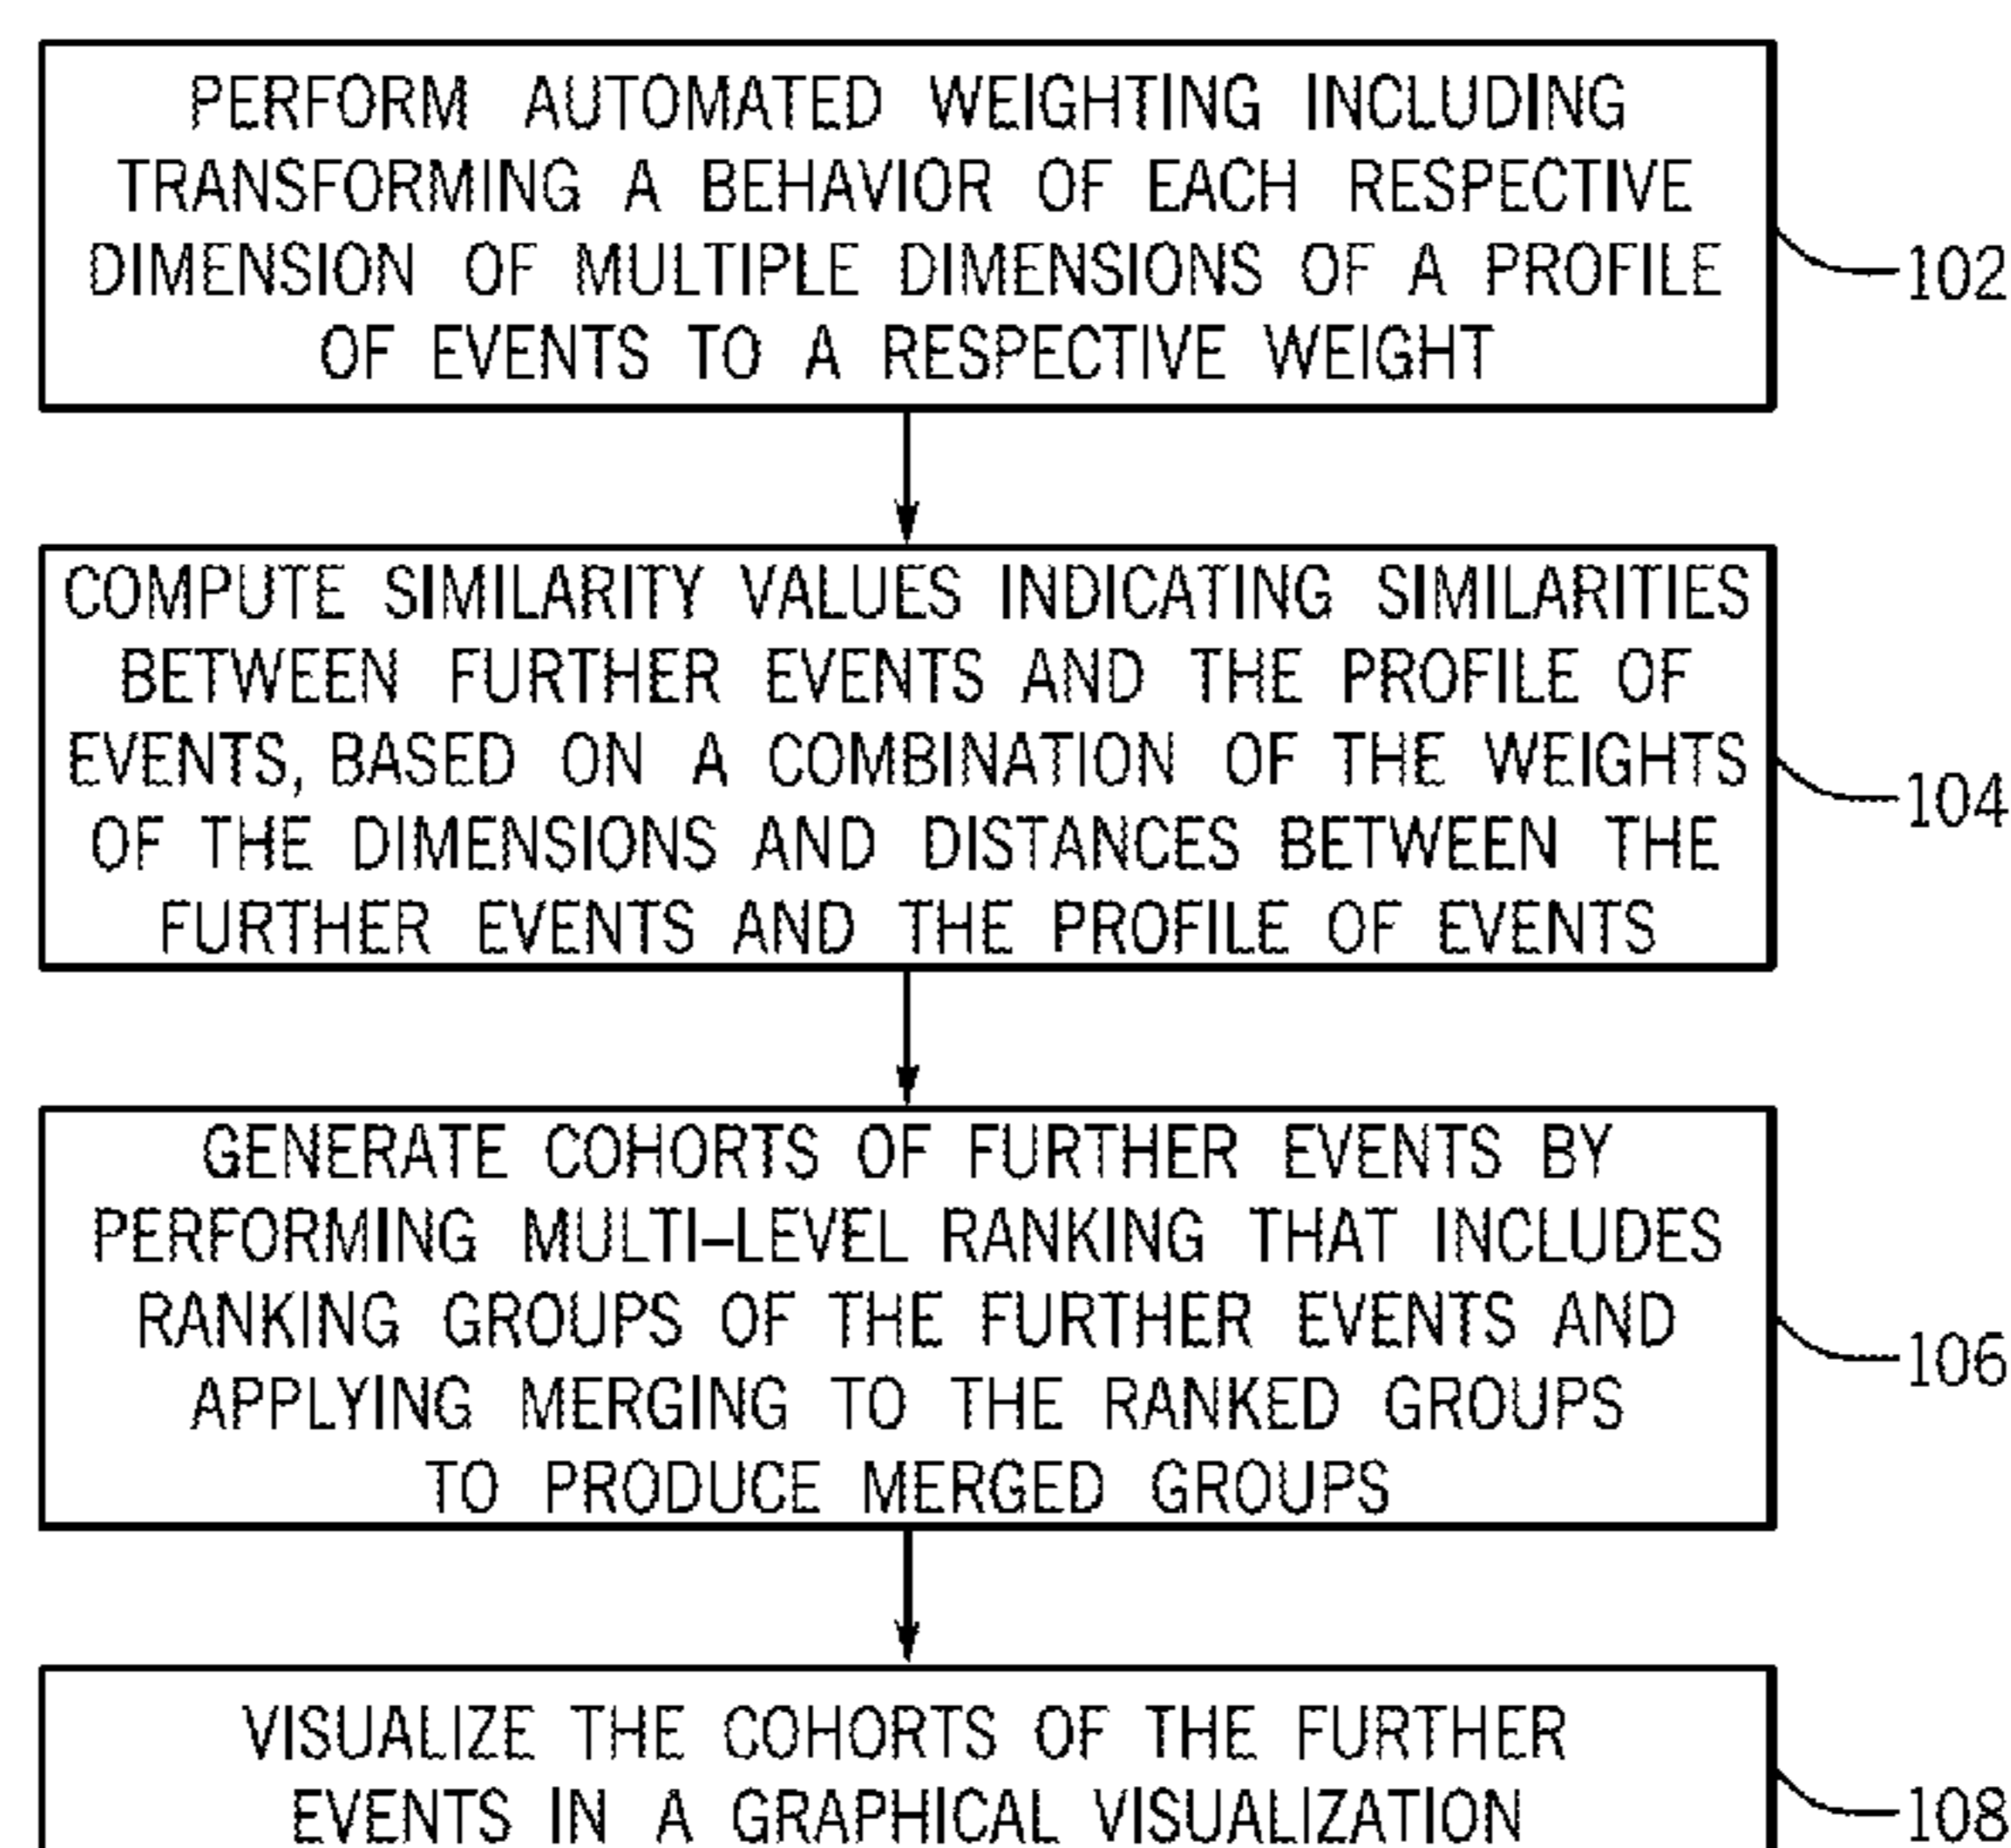 PERFORM AUTOMATED WEIGHTING INCLUDING
TRANSFORMING A BEHAVIOR OF EACH RESPECTIVE
DIMENSION OF MULTIPLE DIMENSIONS OF A PROFILE
OF EVENTS TO A RESPECTIVE WEIGHT
102
COMPUTE SIMILARITY VALUES INDICATING SIMILARITIES
BETWEEN FURTHER EVENTS AND THE PROFILE OF
EVENTS, BASED ON A COMBINATION OF THE WEIGHTS
OF THE DIMENSIONS AND DISTANCES BETWEEN THE
FURTHER EVENTS AND THE PROFILE OF EVENTS
104
GENERATE COHORTS OF FURTHER EVENTS BY
PERFORMING MULTI-LEVEL RANKING THAT INCLUDES
RANKING GROUPS OF THE FURTHER EVENTS AND
APPLYING MERGING TO THE RANKED GROUPS
TO PRODUCE MERGED GROUPS
106
VISUALIZE THE COHORTS OF THE FURTHER
EVENTS IN A GRAPHICAL VISUALIZATION
108